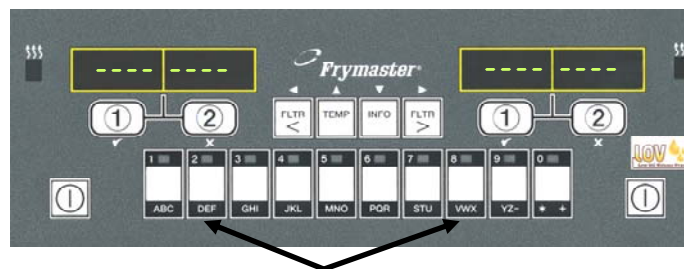 ---- ---- ---- ----
Frymaster
1 2 1 2
FLTR < TEMP INFO FLTR >
1 2 3 4 5 6 7 8 9 0
ABC DEF GHI JKL MNO PQR STU VWX YZ- * +
LOV